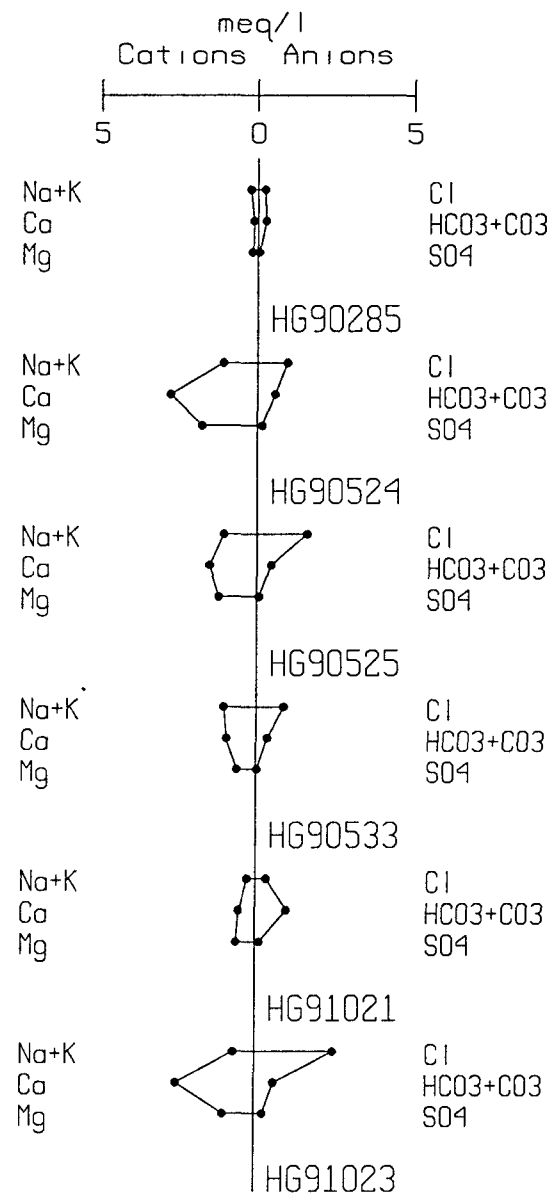 meq/l
Cations Anions
5 0 5
Na+K Cl
Ca HCO3+CO3
Mg SO4
HG90285
Na+K Cl
Ca HCO3+CO3
Mg SO4
HG90524
Na+K Cl
Ca HCO3+CO3
Mg SO4
HG90525
Na+K Cl
Ca HCO3+CO3
Mg SO4
HG90533
Na+K Cl
Ca HCO3+CO3
Mg SO4
HG91021
Na+K Cl
Ca HCO3+CO3
Mg SO4
HG91023